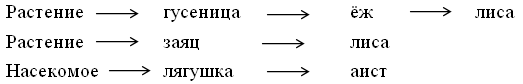 Растение → гусеница → ёж → лиса
Растение → заяц → лиса
Насекомое → лягушка → аист